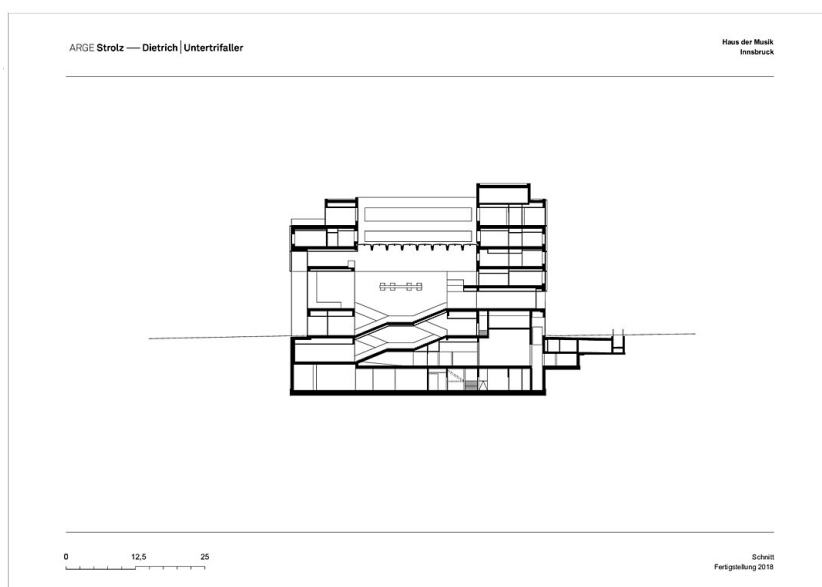 ARGE Strolz — Dietrich | Untertrifaller
Haus der Musik
Innsbruck
0 12,5 25
Schnitt
Fertigstellung 2018